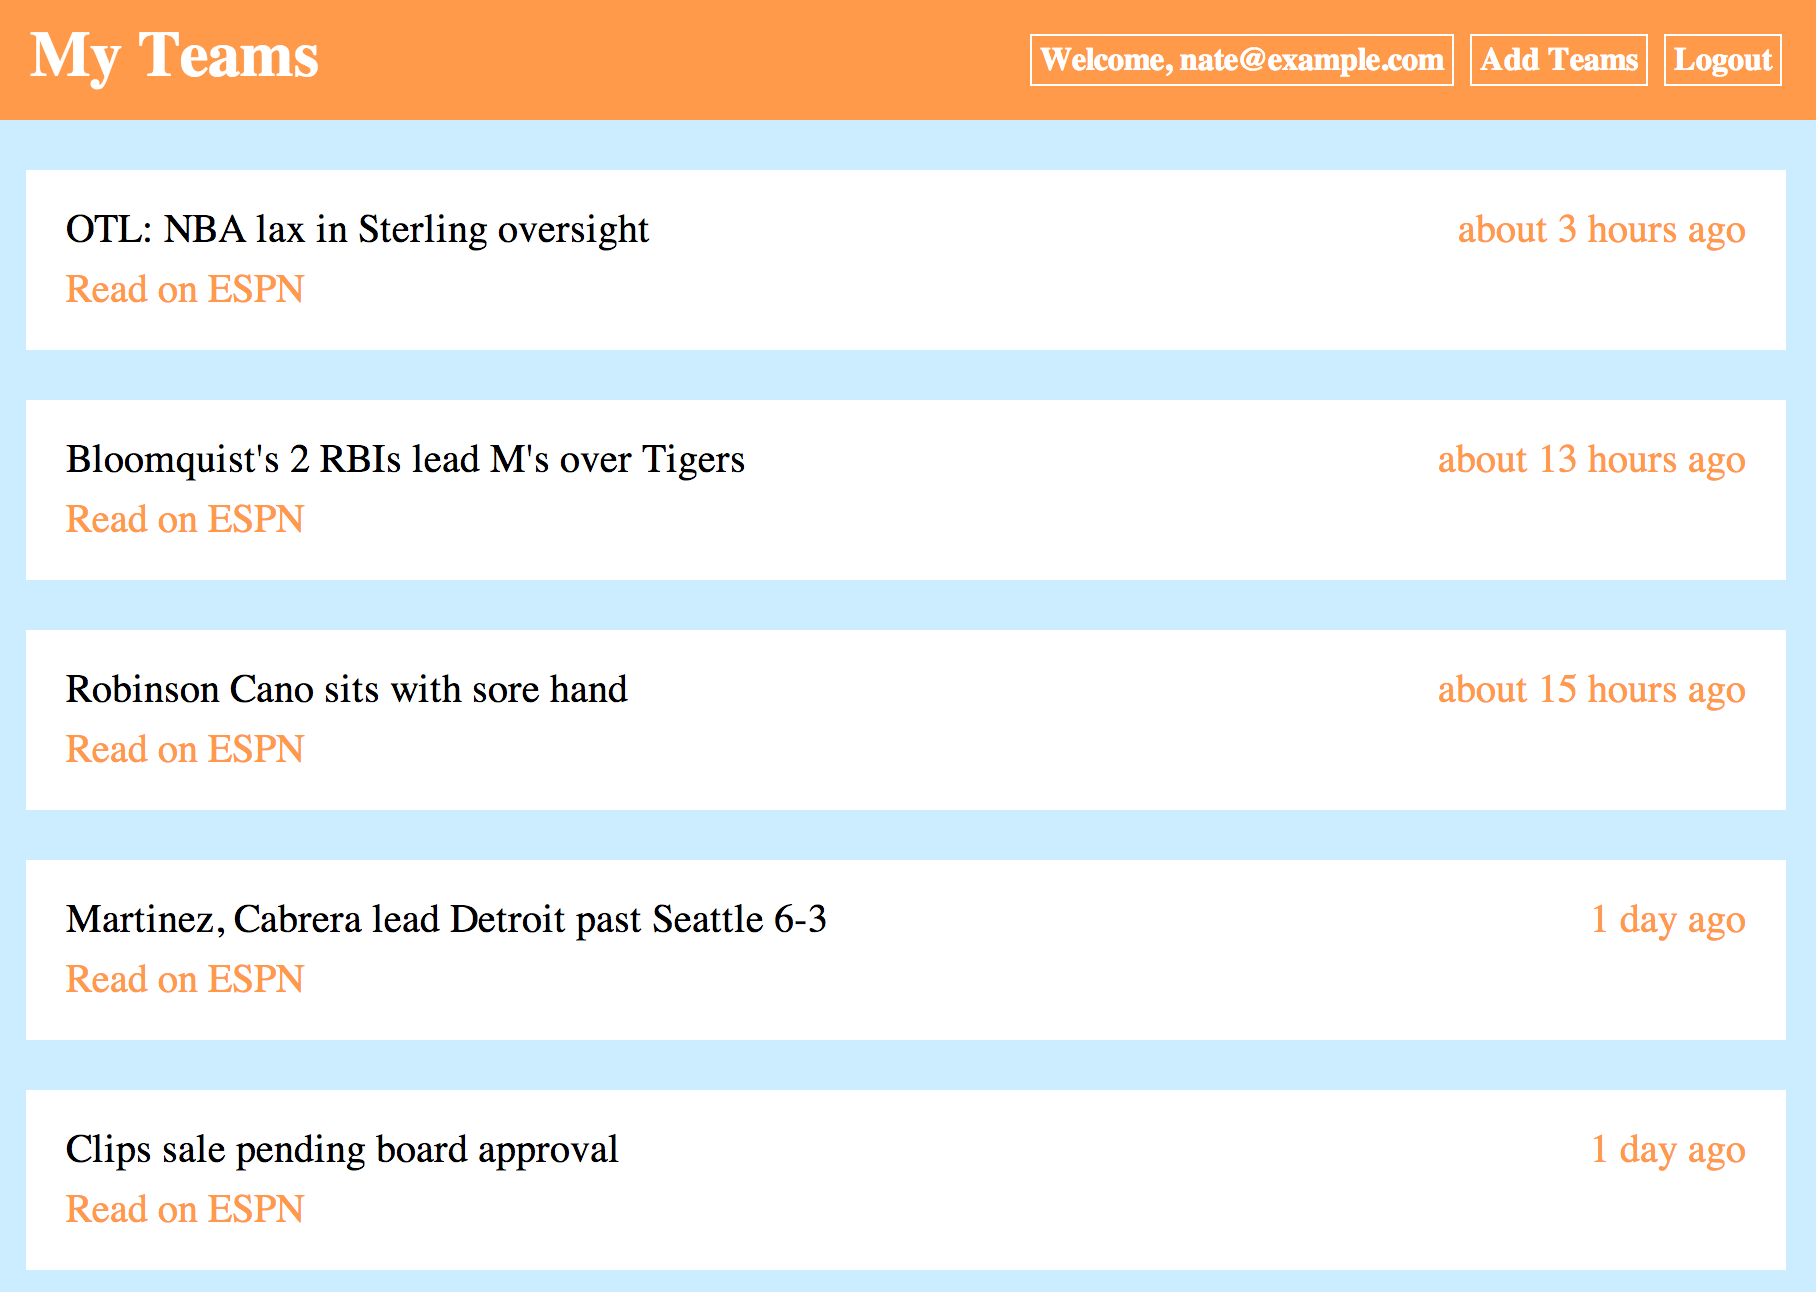 My Teams
Welcome, nate@example.com Add Teams Logout
OTL: NBA lax in Sterling oversight about 3 hours ago
Read on ESPN
Bloomquist's 2 RBIs lead M's over Tigers about 13 hours ago
Read on ESPN
Robinson Cano sits with sore hand about 15 hours ago
Read on ESPN
Martinez, Cabrera lead Detroit past Seattle 6-3 1 day ago
Read on ESPN
Clips sale pending board approval 1 day ago
Read on ESPN